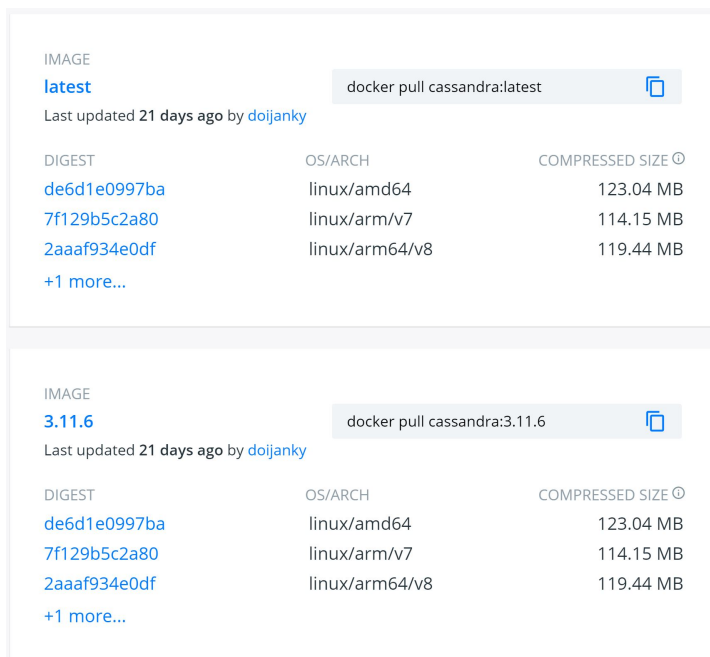 IMAGE
latest
docker pull cassandra:latest
Last updated 21 days ago by doijanky
DIGEST OS/ARCH COMPRESSED SIZE
de6d1e0997ba linux/amd64 123.04 MB
7f129b5c2a80 linux/arm/v7 114.15 MB
2aaaf934e0df linux/arm64/v8 119.44 MB
+1 more...
IMAGE
3.11.6
docker pull cassandra:3.11.6
Last updated 21 days ago by doijanky
DIGEST OS/ARCH COMPRESSED SIZE
de6d1e0997ba linux/amd64 123.04 MB
7f129b5c2a80 linux/arm/v7 114.15 MB
2aaaf934e0df linux/arm64/v8 119.44 MB
+1 more...